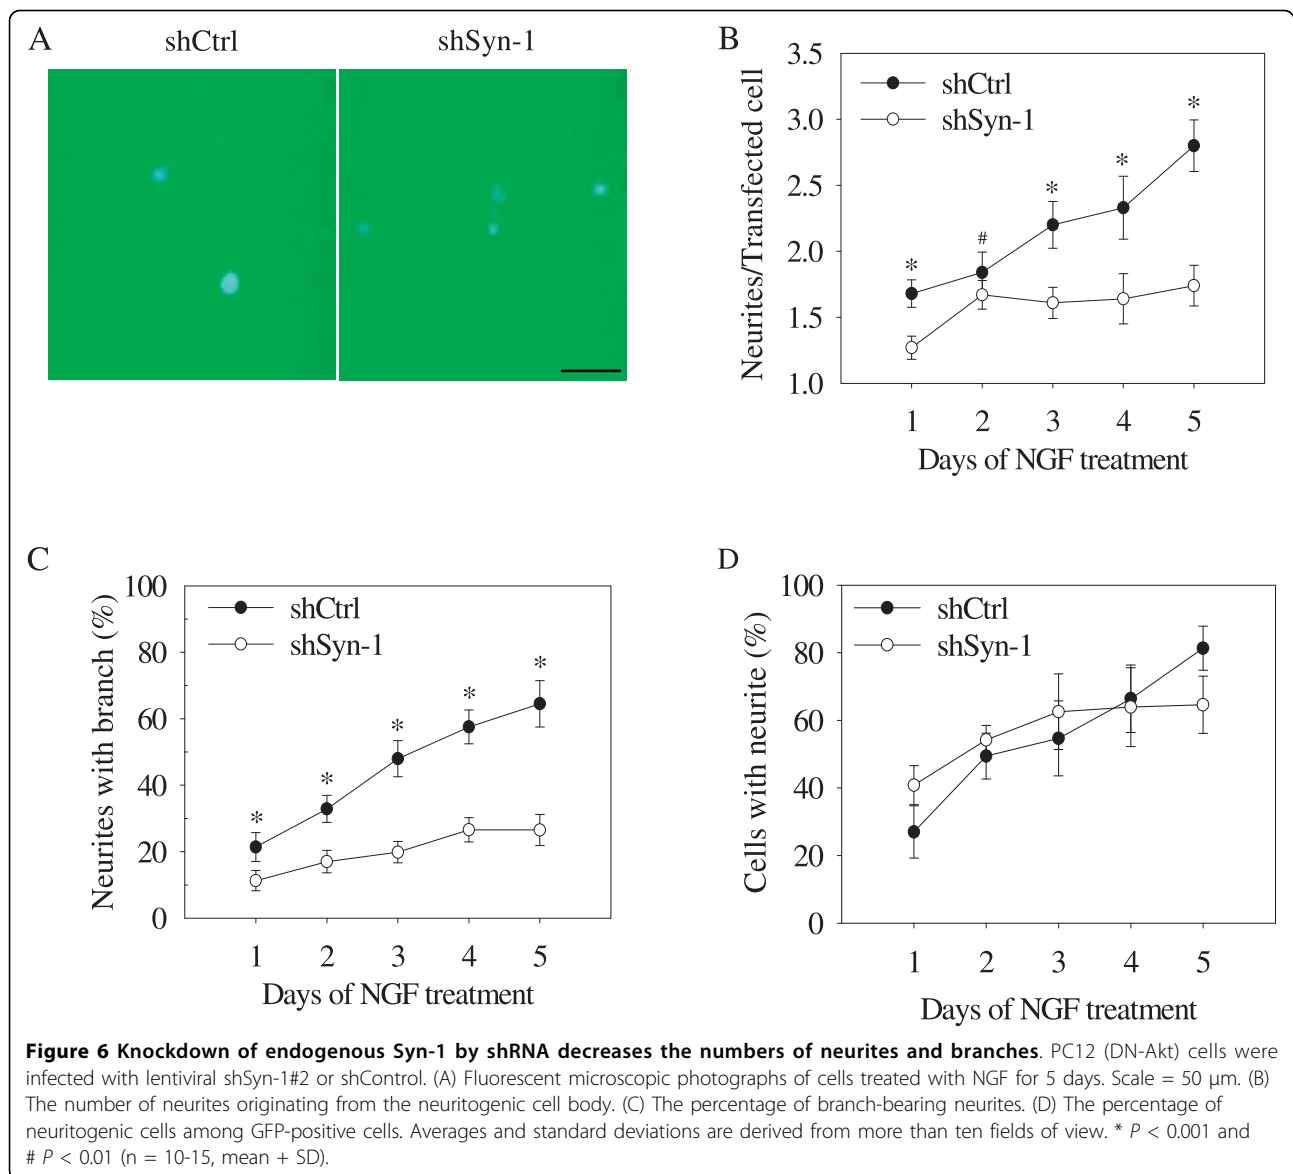 A
shCtrl
shSyn-1
B
3.5
3.0
2.5
2.0
1.5
1.0
Neurites/Transfected cell
shCtrl
shSyn-1
*
#
*
*
*
1 2 3 4 5
Days of NGF treatment
C
100
80
60
40
20
0
Neurites with branch (%)
shCtrl
shSyn-1
*
*
*
*
*
1 2 3 4 5
Days of NGF treatment
D
100
80
60
40
20
0
Cells with neurite (%)
shCtrl
shSyn-1
1 2 3 4 5
Days of NGF treatment
Figure 6 Knockdown of endogenous Syn-1 by shRNA decreases the numbers of neurites and branches. PC12 (DN-Akt) cells were
infected with lentiviral shSyn-1#2 or shControl. (A) Fluorescent microscopic photographs of cells treated with NGF for 5 days. Scale = 50 μm. (B)
The number of neurites originating from the neuritogenic cell body. (C) The percentage of branch-bearing neurites. (D) The percentage of
neuritogenic cells among GFP-positive cells. Averages and standard deviations are derived from more than ten fields of view. * P < 0.001 and
# P < 0.01 (n = 10-15, mean + SD).